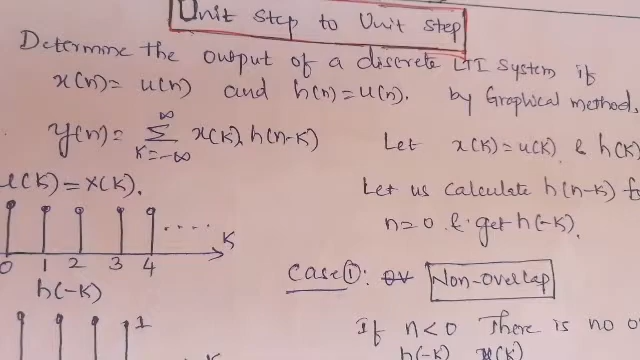 Unit step to Unit step
Determine the output of a discrete LTI System if
x(n) = u(n) and h(n) = u(n). by Graphical method.
y(n) = ∞ Σ K=-∞ x(K). h(n-K)
Let x(K) = u(K) & h(K)
u(K) = x(K).
Let us calculate h(n-K)
n=0 & get h(-K).
K
0 1 2 3 4
Case ①: Non-overlap
h(-K)
1
If n<0 There is no
h(-K) x(K)
K